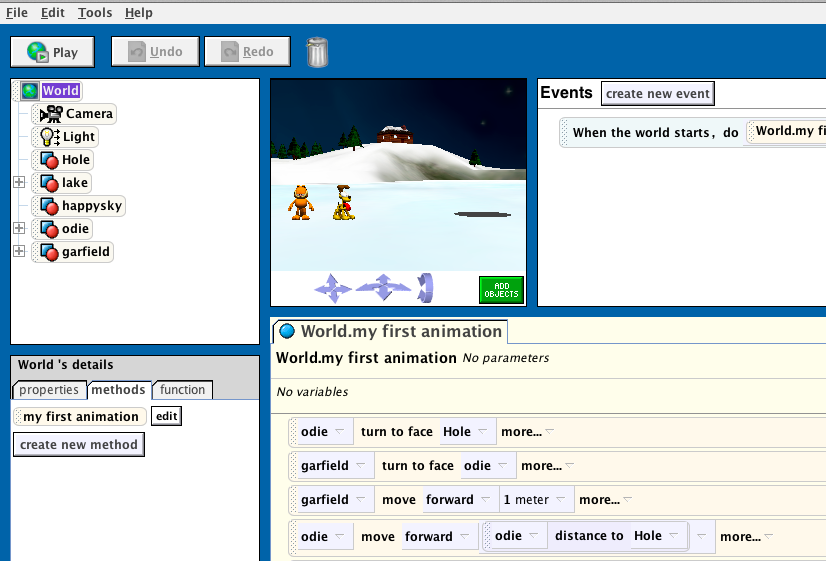 File Edit Tools Help
Play Undo Redo
World
Camera
Light
Hole
lake
happysky
odie
garfield
ADD
OBJECTS
Events create new event
When the world starts, do World.my fi
World 's details
properties methods function
my first animation edit
create new method
World.my first animation
World.my first animation No parameters
No variables
odie turn to face Hole more...
garfield turn to face odie more...
garfield move forward 1 meter more...
odie move forward odie distance to Hole more...